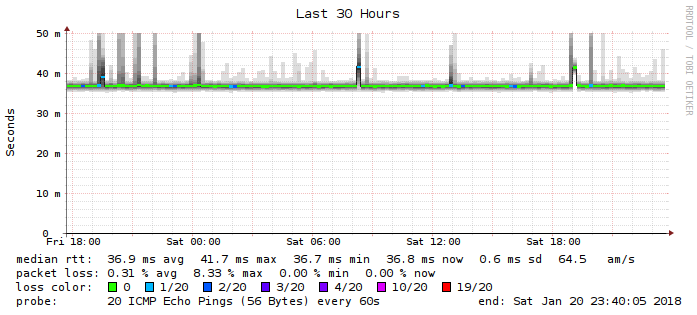 Last 30 Hours
RRDTOOL / TOBI OETIKER
Seconds
50 m
40 m
30 m
20 m
10 m
0
Fri 18:00 Sat 00:00 Sat 06:00 Sat 12:00 Sat 18:00
median rtt: 36.9 ms avg 41.7 ms max 36.7 ms min 36.8 ms now 0.6 ms sd 64.5 am/s
packet loss: 0.31 % avg 8.33 % max 0.00 % min 0.00 % now
loss color: 0 1/20 2/20 3/20 4/20 10/20 19/20
probe: 20 ICMP Echo Pings (56 Bytes) every 60s end: Sat Jan 20 23:40:05 2018